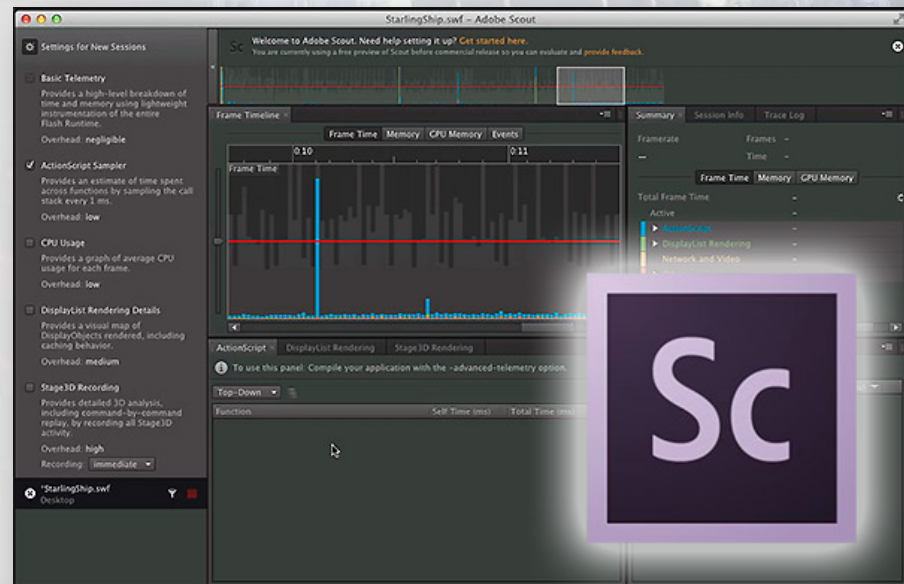 StarlingShip.swf – Adobe Scout
Settings for New Sessions
Basic Telemetry
Provides a high-level breakdown of
time and memory using lightweight
instrumentation of the entire
Flash Runtime.
Overhead: negligible
ActionScript Sampler
Provides an estimate of time spent
across functions by sampling the call
stack every 1 ms.
Overhead: low
CPU Usage
Provides a graph of average CPU
usage for each frame.
Overhead: low
DisplayList Rendering Details
Provides a visual map of
DisplayObjects rendered, including
caching behavior.
Overhead: medium
Stage3D Recording
Provides detailed 3D analysis,
including command-by-command
replay, by recording all Stage3D
activity.
Overhead: high
Recording: immediate
*StarlingShip.swf
Desktop
Sc Welcome to Adobe Scout. Need help setting it up? Get started here.
You are currently using a free preview of Scout before commercial release so you can evaluate and provide feedback.
Frame Timeline
Frame Time Memory GPU Memory Events
0:10 0:11
Frame Time
Summary Session Info Trace Log
Framerate Frames –
– Time –
Frame Time Memory GPU Memory
Total Frame Time –
Active –
ActionScript –
DisplayList Rendering –
Network and Video –
ActionScript DisplayList Rendering Stage3D Rendering
To use this panel: Compile your application with the -advanced-telemetry option.
Top-Down
Function Self Time (ms) Total Time (ms)
Sc